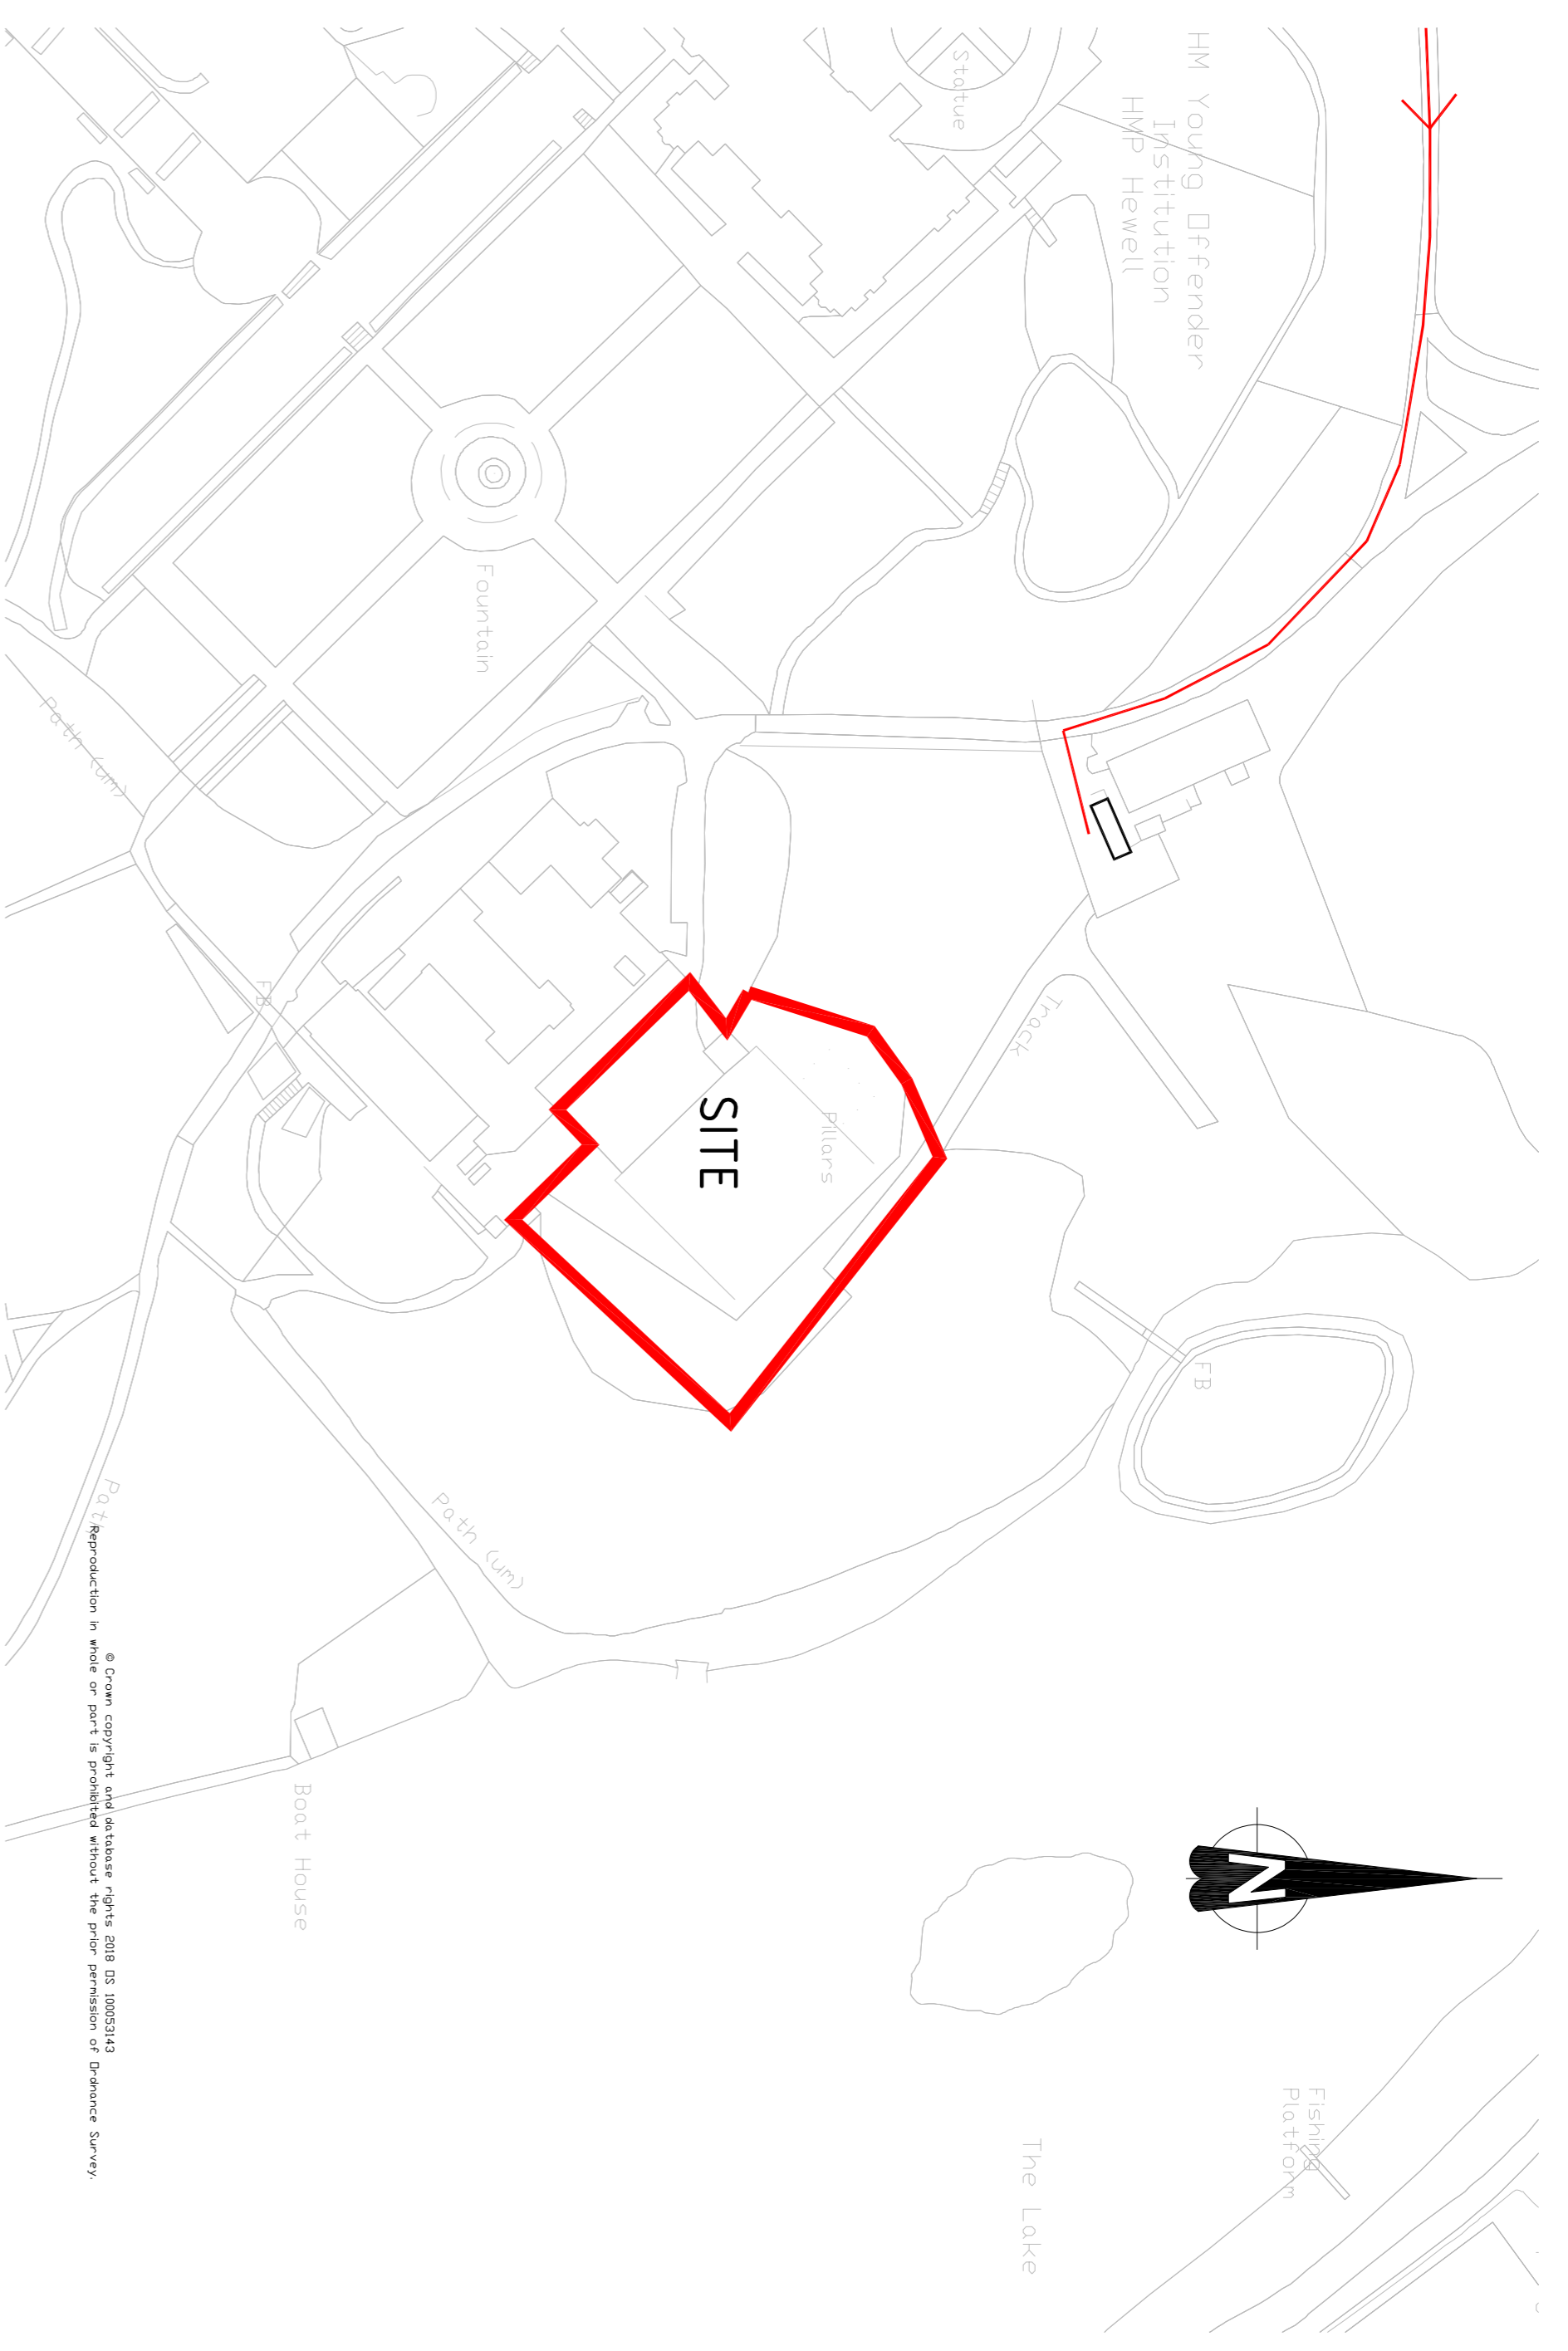 HM Young Offender
Institution
HMP Hewell
Statue
Fountain
Path (um)
FB
Track
Pillars
SITE
FB
Path
Path (um)
Boat House
The Lake
Fishing
Platform
N
© Crown copyright and database rights 2018 OS 100053143
Reproduction in whole or part is prohibited without the prior permission of Ordnance Survey.